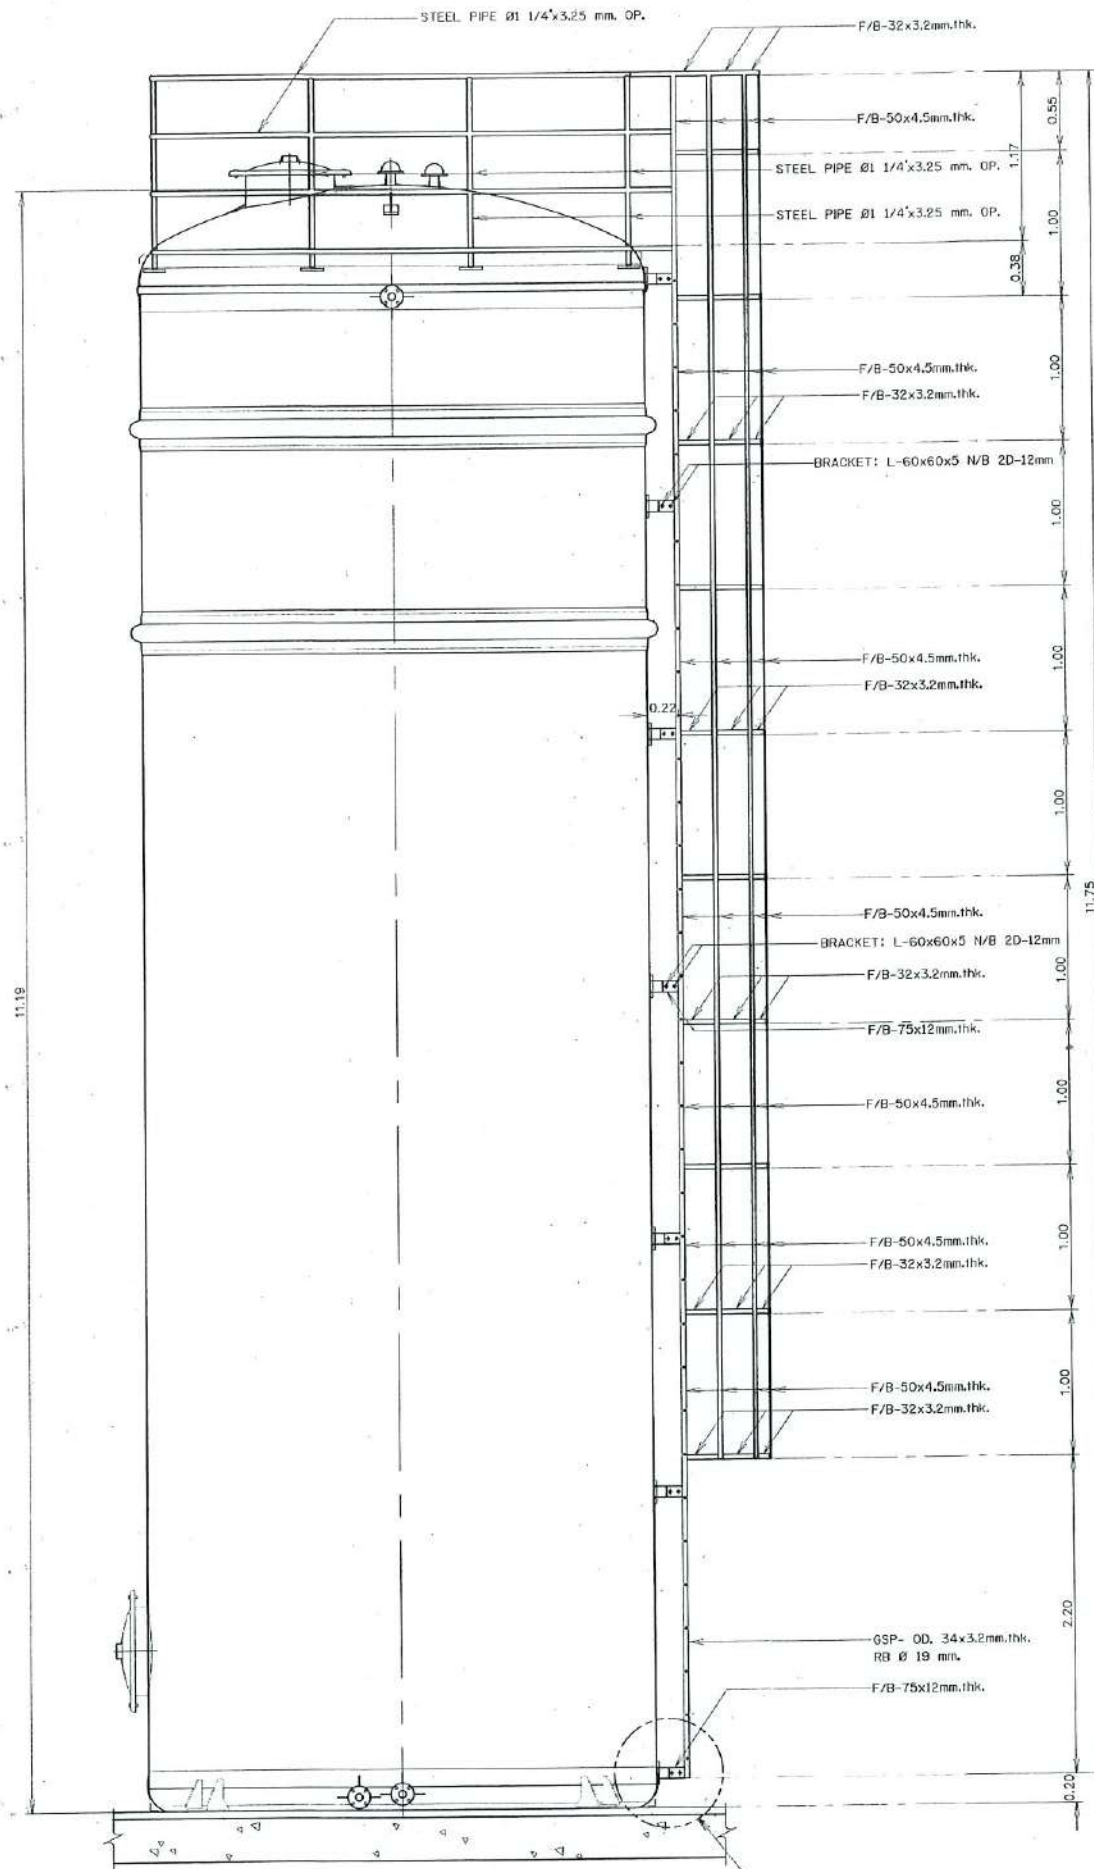 STEEL PIPE Ø1 1/4"x3.25 mm. OP.
F/B-32x3.2mm.thk.
F/B-50x4.5mm.thk.
0.55
1.17
STEEL PIPE Ø1 1/4"x3.25 mm. OP.
STEEL PIPE Ø1 1/4"x3.25 mm. OP.
1.00
0.38
F/B-50x4.5mm.thk.
1.00
F/B-32x3.2mm.thk.
BRACKET: L-60x60x5 N/B 2D-12mm
1.00
F/B-50x4.5mm.thk.
1.00
F/B-32x3.2mm.thk.
0.22
1.00
11.75
F/B-50x4.5mm.thk.
BRACKET: L-60x60x5 N/B 2D-12mm
1.00
F/B-32x3.2mm.thk.
11.19
F/B-75x12mm.thk.
1.00
F/B-50x4.5mm.thk.
F/B-50x4.5mm.thk.
1.00
F/B-32x3.2mm.thk.
F/B-50x4.5mm.thk.
1.00
F/B-32x3.2mm.thk.
2.20
GSP- OD. 34x3.2mm.thk.
RB Ø 19 mm.
F/B-75x12mm.thk.
0.20